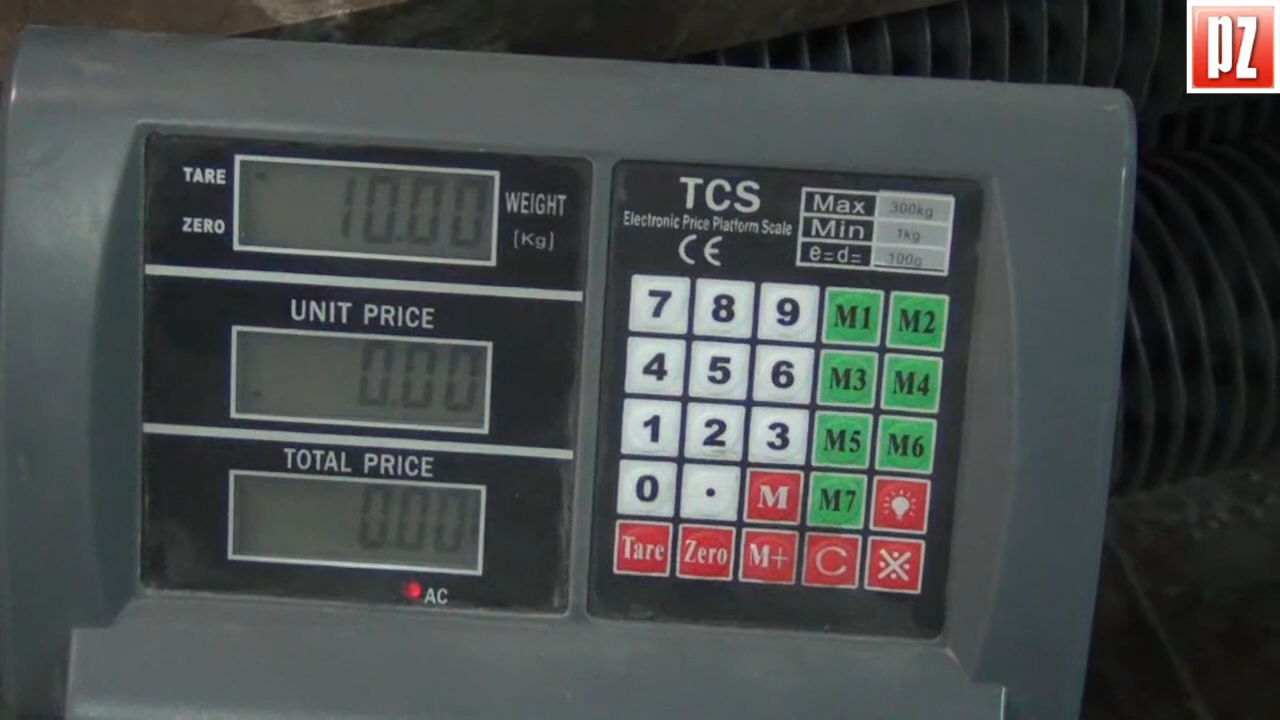 PZ
TARE
ZERO
10.00
WEIGHT
[Kg]
UNIT PRICE
0.00
TOTAL PRICE
0.00
AC
TCS
Electronic Price Platform Scale
CE
Max 300kg
Min 1kg
e=d= 100g
7 8 9 M1 M2
4 5 6 M3 M4
1 2 3 M5 M6
0 . M M7
Tare Zero M+ C